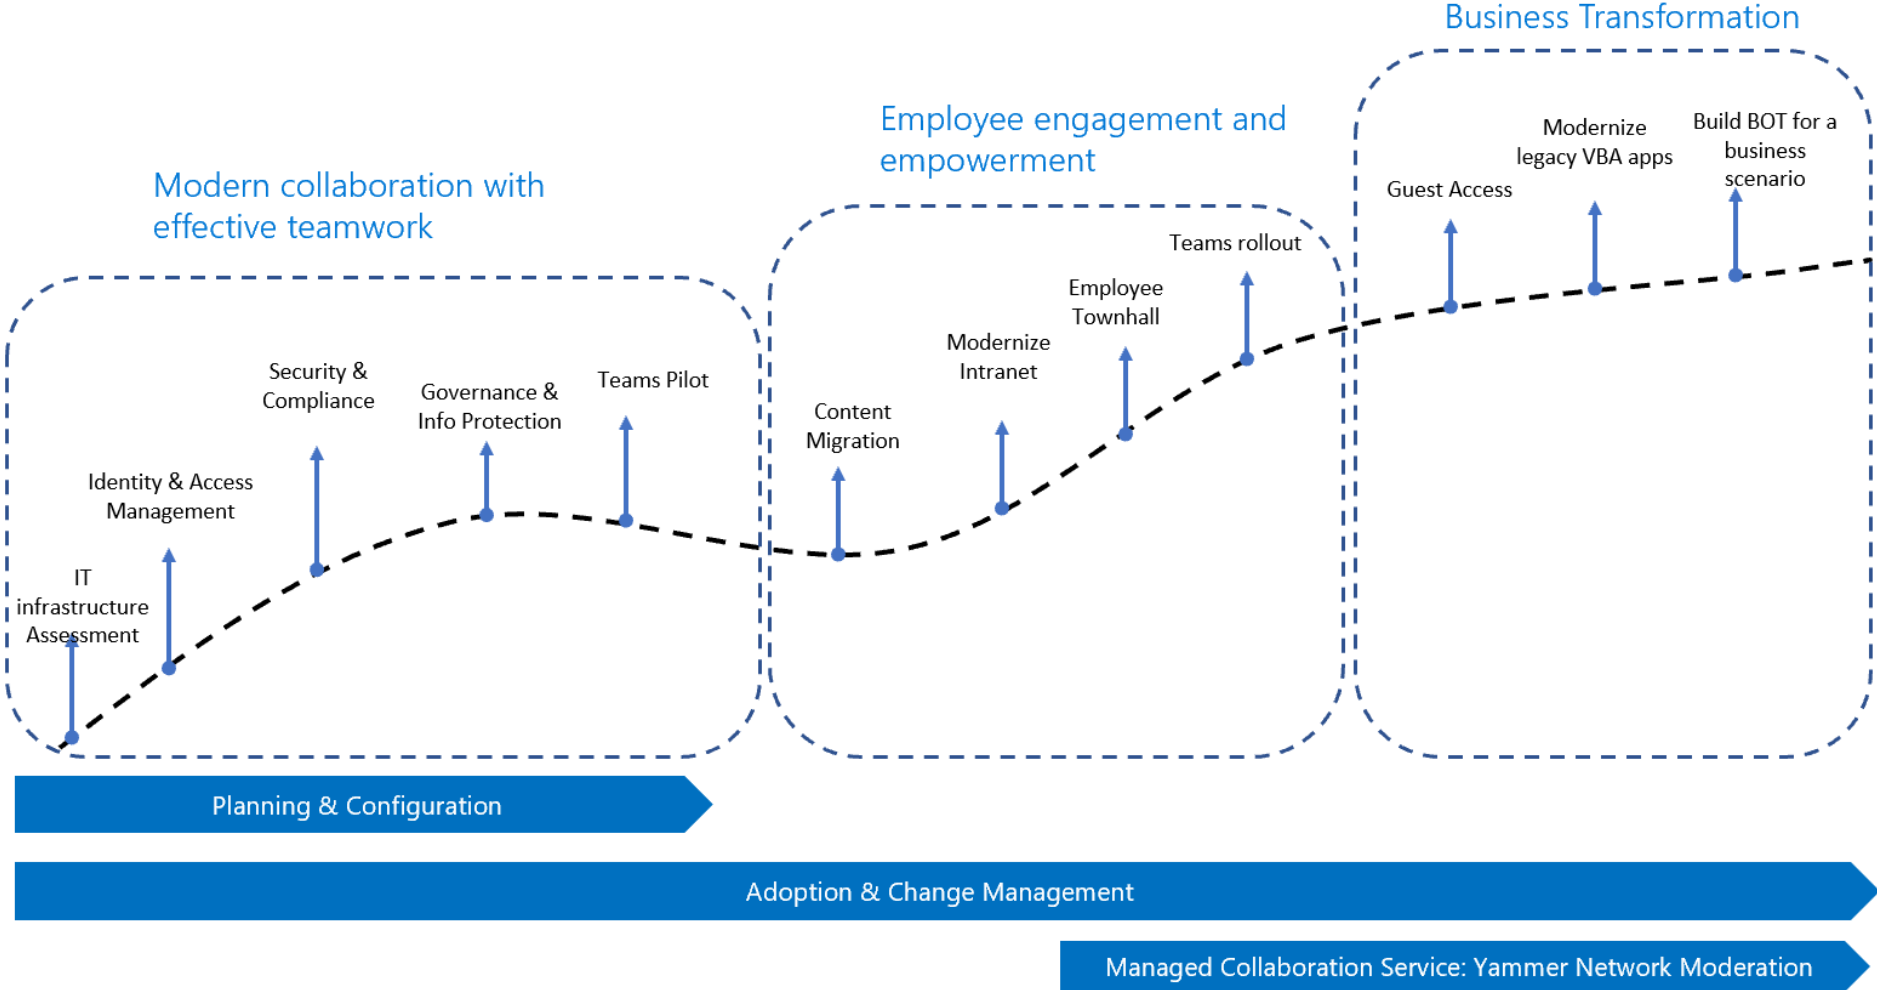 Business Transformation
Employee engagement and
empowerment
Modern collaboration with
effective teamwork
IT
infrastructure
Assessment
Identity & Access
Management
Security &
Compliance
Governance &
Info Protection
Teams Pilot
Content
Migration
Modernize
Intranet
Employee
Townhall
Teams rollout
Guest Access
Modernize
legacy VBA apps
Build BOT for a
business
scenario
Planning & Configuration
Adoption & Change Management
Managed Collaboration Service: Yammer Network Moderation